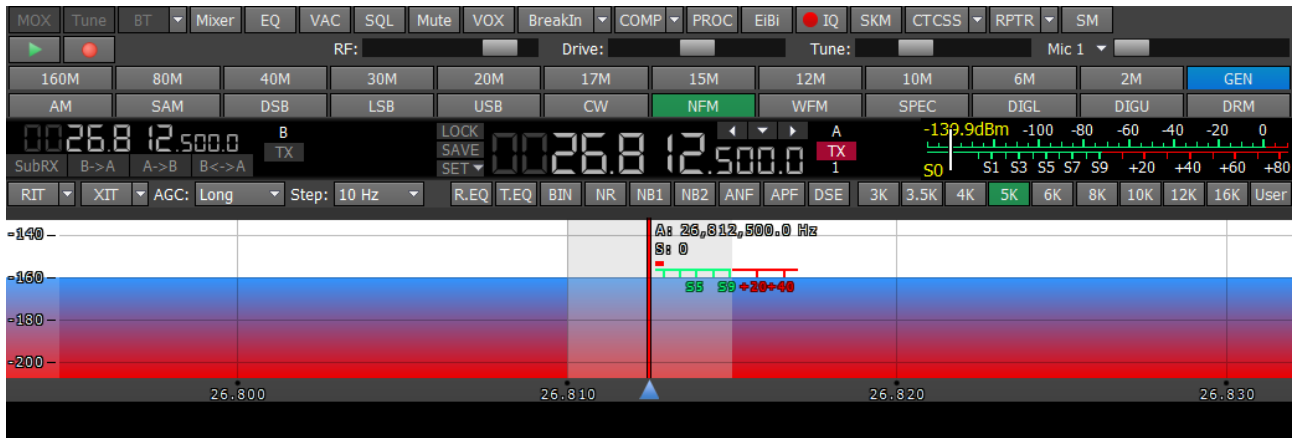 MOX Tune BT Mixer EQ VAC SQL Mute VOX BreakIn COMP PROC EiBi IQ SKM CTCSS RPTR SM
RF: Drive: Tune: Mic 1
160M 80M 40M 30M 20M 17M 15M 12M 10M 6M 2M GEN
AM SAM DSB LSB USB CW NFM WFM SPEC DIGL DIGU DRM
26.812.500.0 B TX LOCK SAVE SET 26.812.500.0 A TX 1 -139.9dBm -100 -80 -60 -40 -20 0
SubRX B->A A->B B<->A S0 S1 S3 S5 S7 S9 +20 +40 +60 +80
RIT XIT AGC: Long Step: 10 Hz R.EQ T.EQ BIN NR NB1 NB2 ANF APF DSE 3K 3.5K 4K 5K 6K 8K 10K 12K 16K User
-140 A: 26,812,500.0 Hz
S: 0
-160
S5 S9 +20+40
-180
-200
26.800 26.810 26.820 26.830